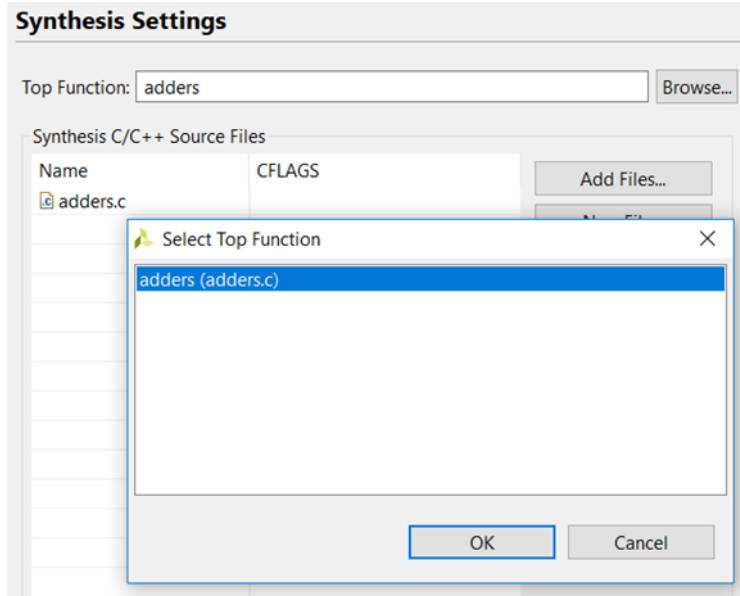 Synthesis Settings
Top Function: adders Browse...
Synthesis C/C++ Source Files
Name CFLAGS
Add Files...
adders.c
Select Top Function
adders (adders.c)
OK Cancel